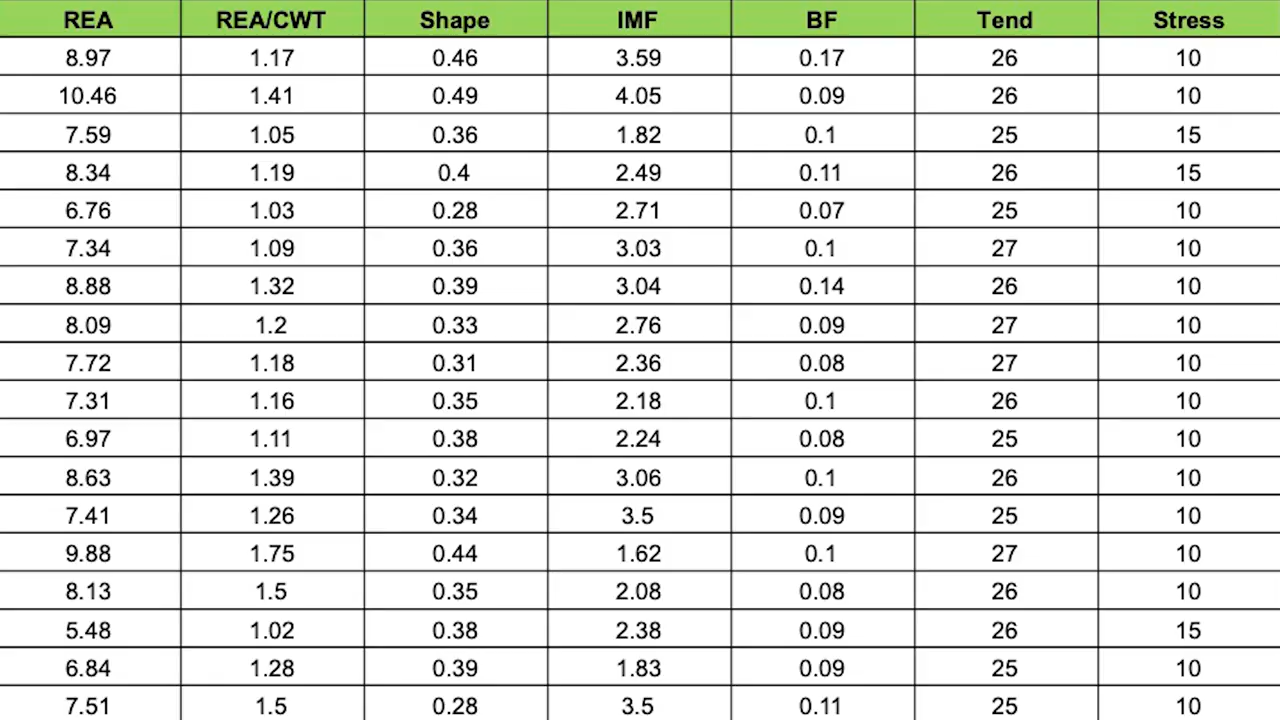 REA REA/CWT Shape IMF BF Tend Stress
8.97 1.17 0.46 3.59 0.17 26 10
10.46 1.41 0.49 4.05 0.09 26 10
7.59 1.05 0.36 1.82 0.1 25 15
8.34 1.19 0.4 2.49 0.11 26 15
6.76 1.03 0.28 2.71 0.07 25 10
7.34 1.09 0.36 3.03 0.1 27 10
8.88 1.32 0.39 3.04 0.14 26 10
8.09 1.2 0.33 2.76 0.09 27 10
7.72 1.18 0.31 2.36 0.08 27 10
7.31 1.16 0.35 2.18 0.1 26 10
6.97 1.11 0.38 2.24 0.08 25 10
8.63 1.39 0.32 3.06 0.1 26 10
7.41 1.26 0.34 3.5 0.09 25 10
9.88 1.75 0.44 1.62 0.1 27 10
8.13 1.5 0.35 2.08 0.08 26 10
5.48 1.02 0.38 2.38 0.09 26 15
6.84 1.28 0.39 1.83 0.09 25 10
7.51 1.5 0.28 3.5 0.11 25 10